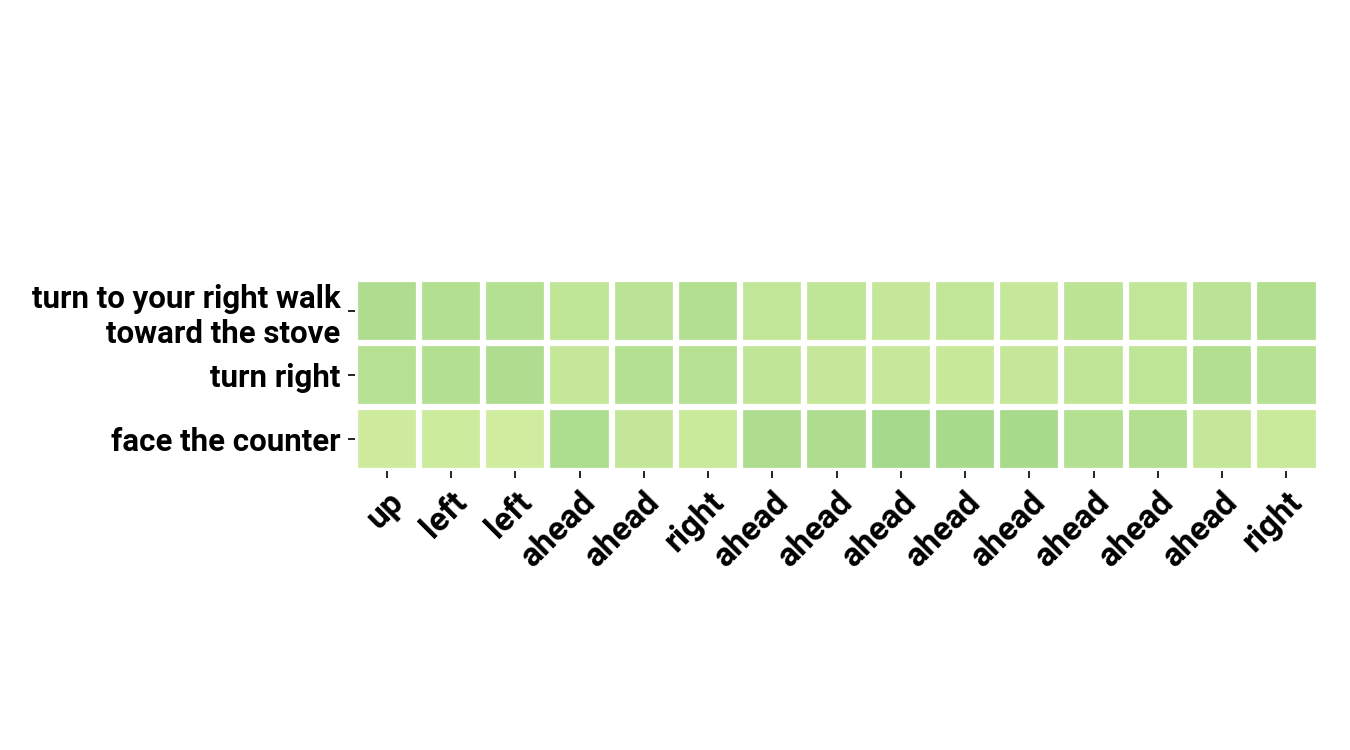 turn to your right walk
toward the stove
turn right
face the counter
up left left ahead ahead right ahead ahead ahead ahead ahead ahead ahead ahead right